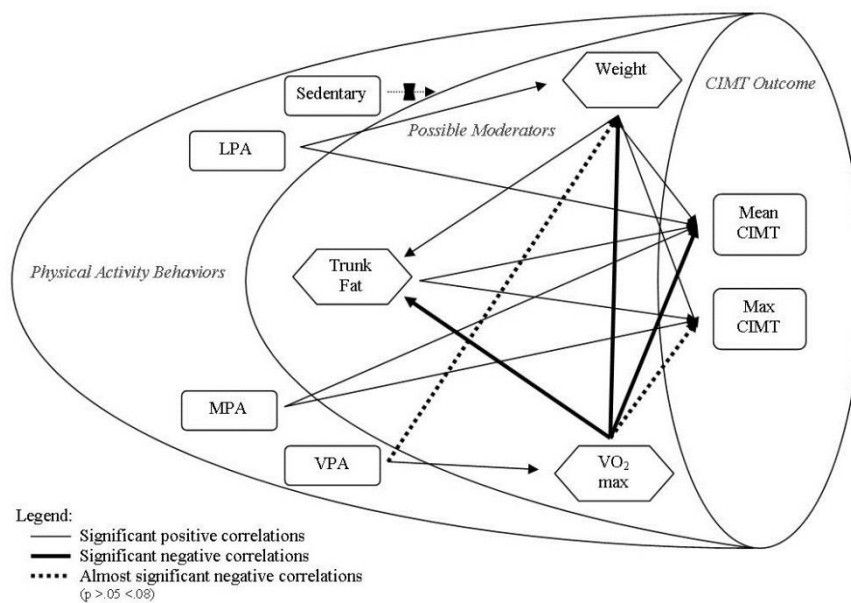 Weight
CIMT Outcome
Sedentary
Possible Moderators
LPA
Mean
CIMT
Physical Activity Behaviors
Trunk
Fat
Max
CIMT
MPA
VPA
VO₂
max
Legend:
Significant positive correlations
Significant negative correlations
Almost significant negative correlations
(p >.05 <.08)